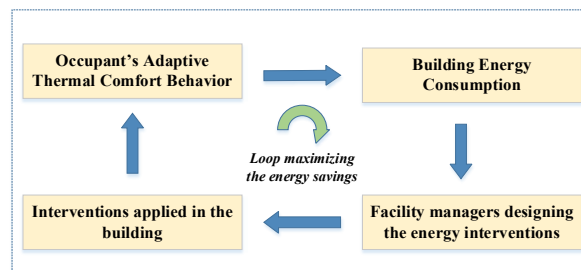 Occupant's Adaptive
Thermal Comfort Behavior
Building Energy
Consumption
Loop maximizing
the energy savings
Interventions applied in the
building
Facility managers designing
the energy interventions